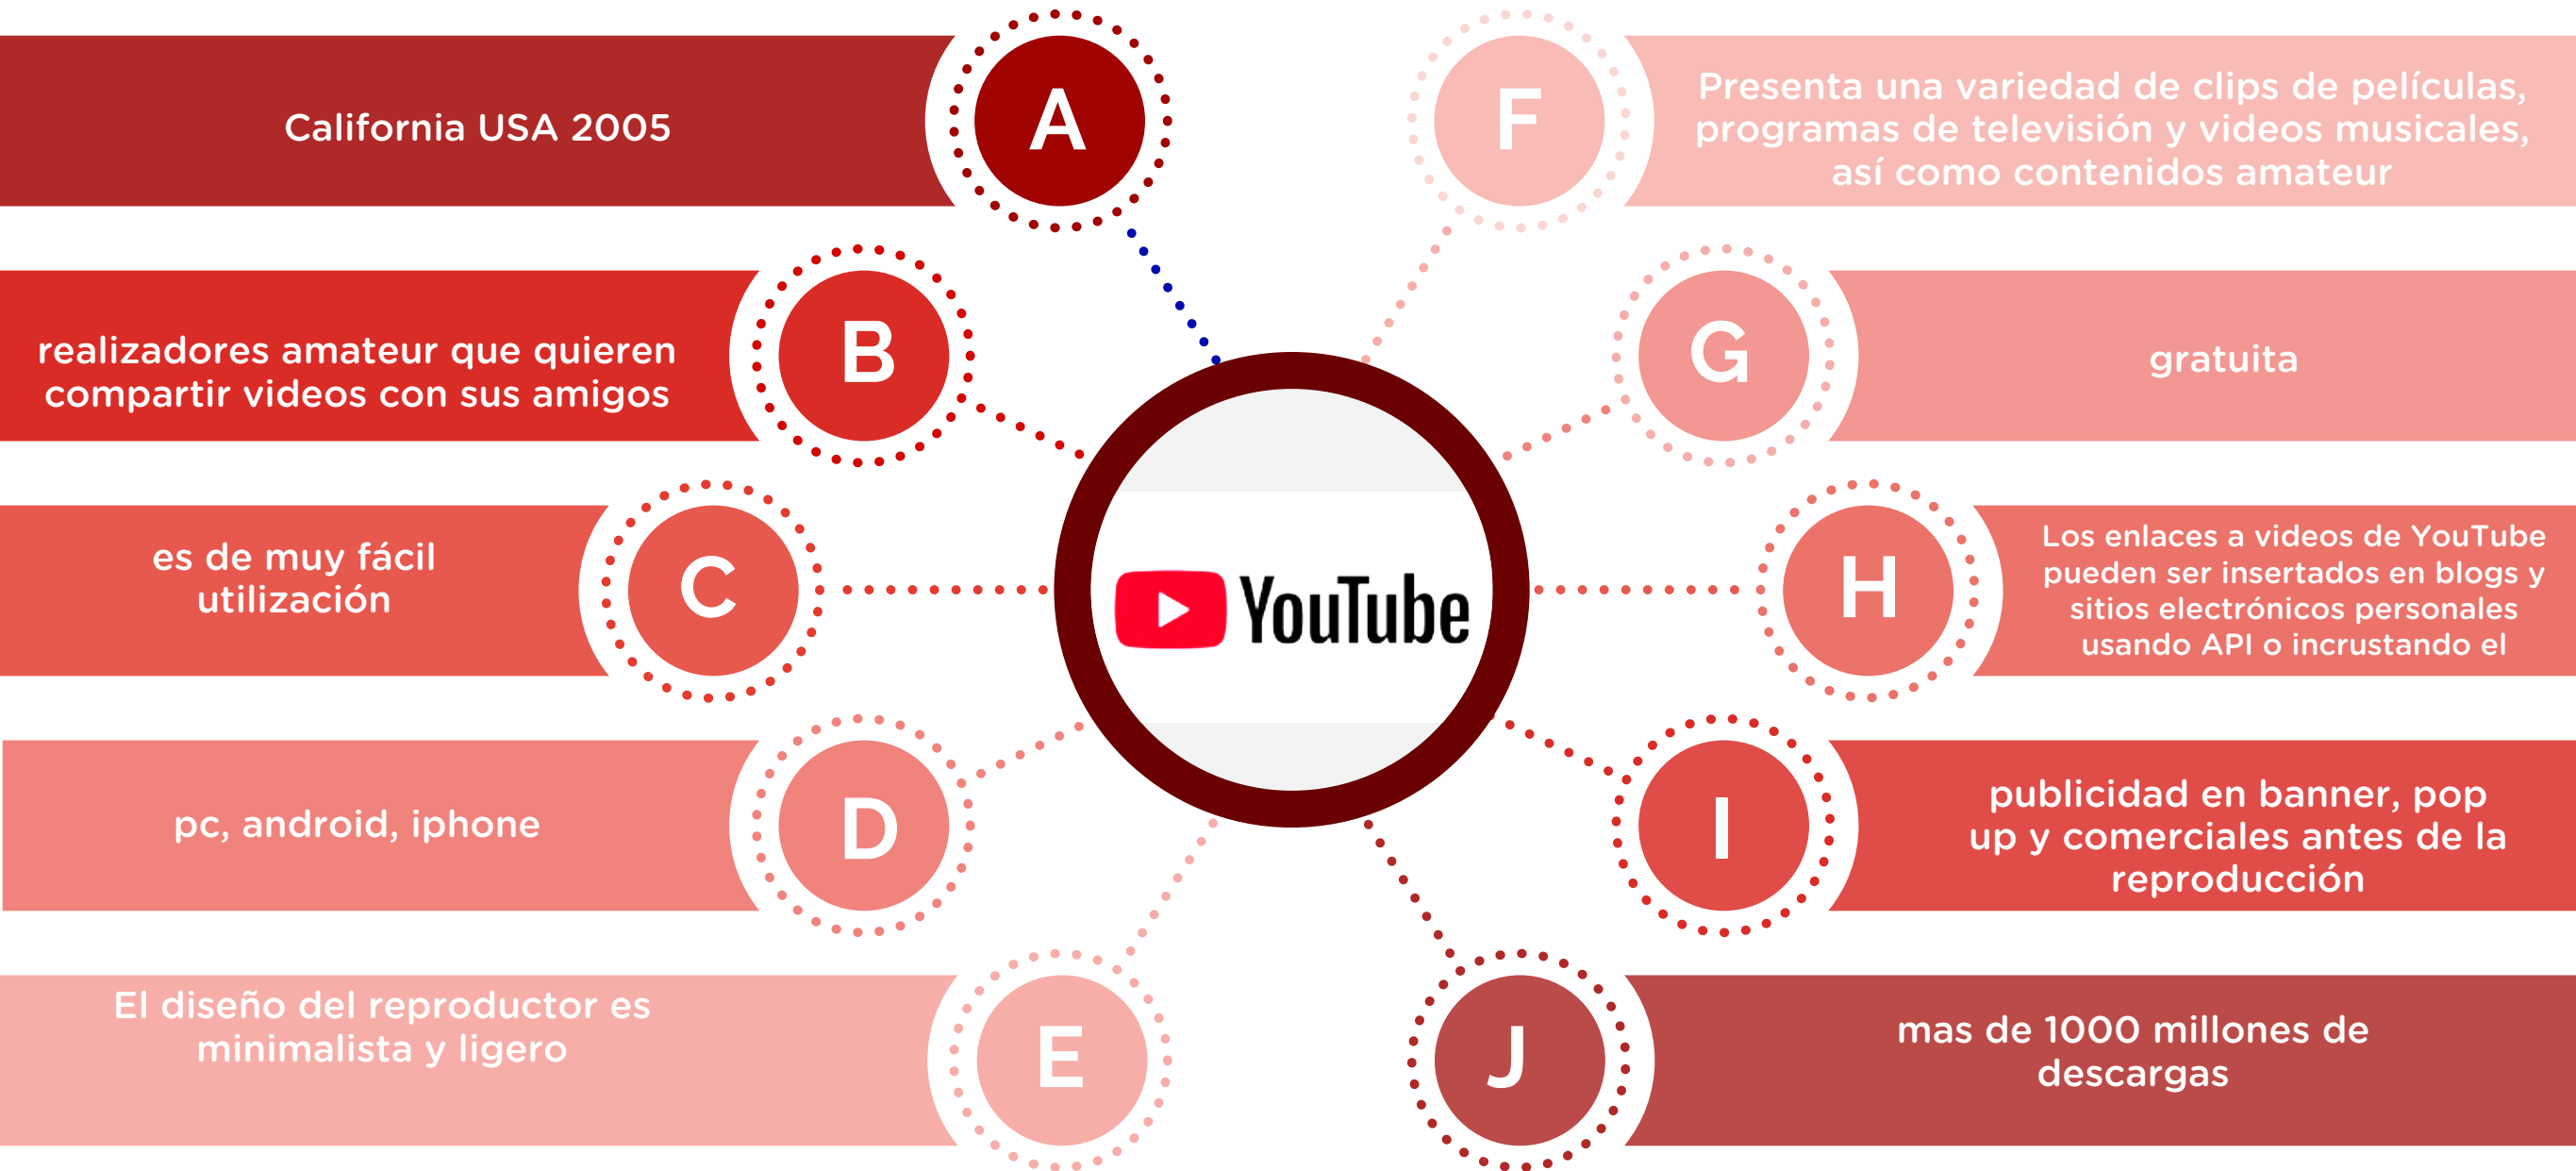 A
California USA 2005
B
realizadores amateur que quieren
compartir videos con sus amigos
C
es de muy fácil
utilización
D
pc, android, iphone
E
El diseño del reproductor es
minimalista y ligero
YouTube
F
Presenta una variedad de clips de películas,
programas de televisión y videos musicales,
así como contenidos amateur
G
gratuita
H
Los enlaces a videos de YouTube
pueden ser insertados en blogs y
sitios electrónicos personales
usando API o incrustando el
I
publicidad en banner, pop
up y comerciales antes de la
reproducción
J
mas de 1000 millones de
descargas